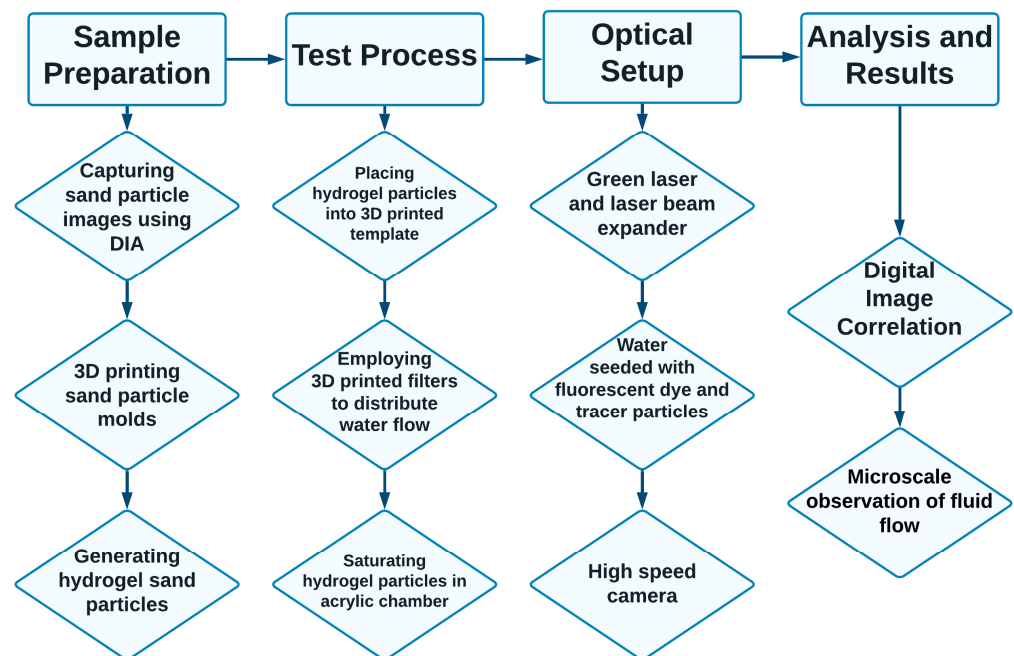 Sample
Preparation
Test Process
Optical
Setup
Analysis and
Results
Capturing
sand particle
images using
DIA
3D printing
sand particle
molds
Generating
hydrogel sand
particles
Placing
hydrogel particles
into 3D printed
template
Employing
3D printed filters
to distribute
water flow
Saturating
hydrogel particles in
acrylic chamber
Green laser
and laser beam
expander
Water
seeded with
fluorescent dye and
tracer particles
High speed
camera
Digital
Image
Correlation
Microscale
observation of fluid
flow